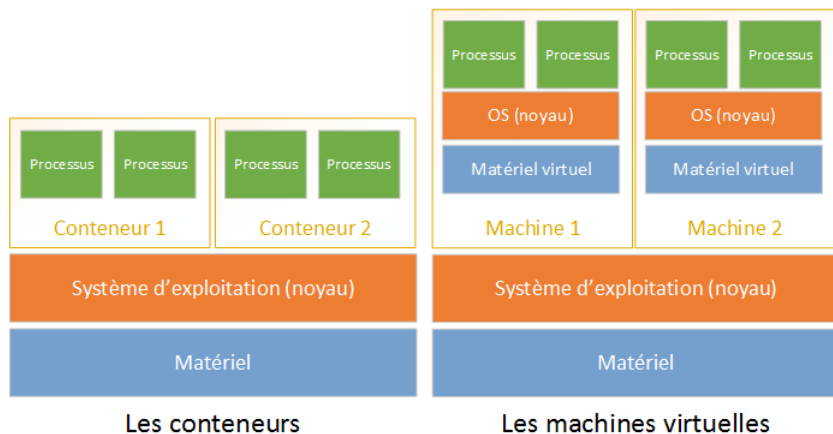 Processus Processus
Processus Processus
OS (noyau)
OS (noyau)
Matériel virtuel
Matériel virtuel
Processus Processus
Processus Processus
Conteneur 1
Conteneur 2
Machine 1
Machine 2
Système d'exploitation (noyau)
Système d'exploitation (noyau)
Matériel
Matériel
Les conteneurs
Les machines virtuelles